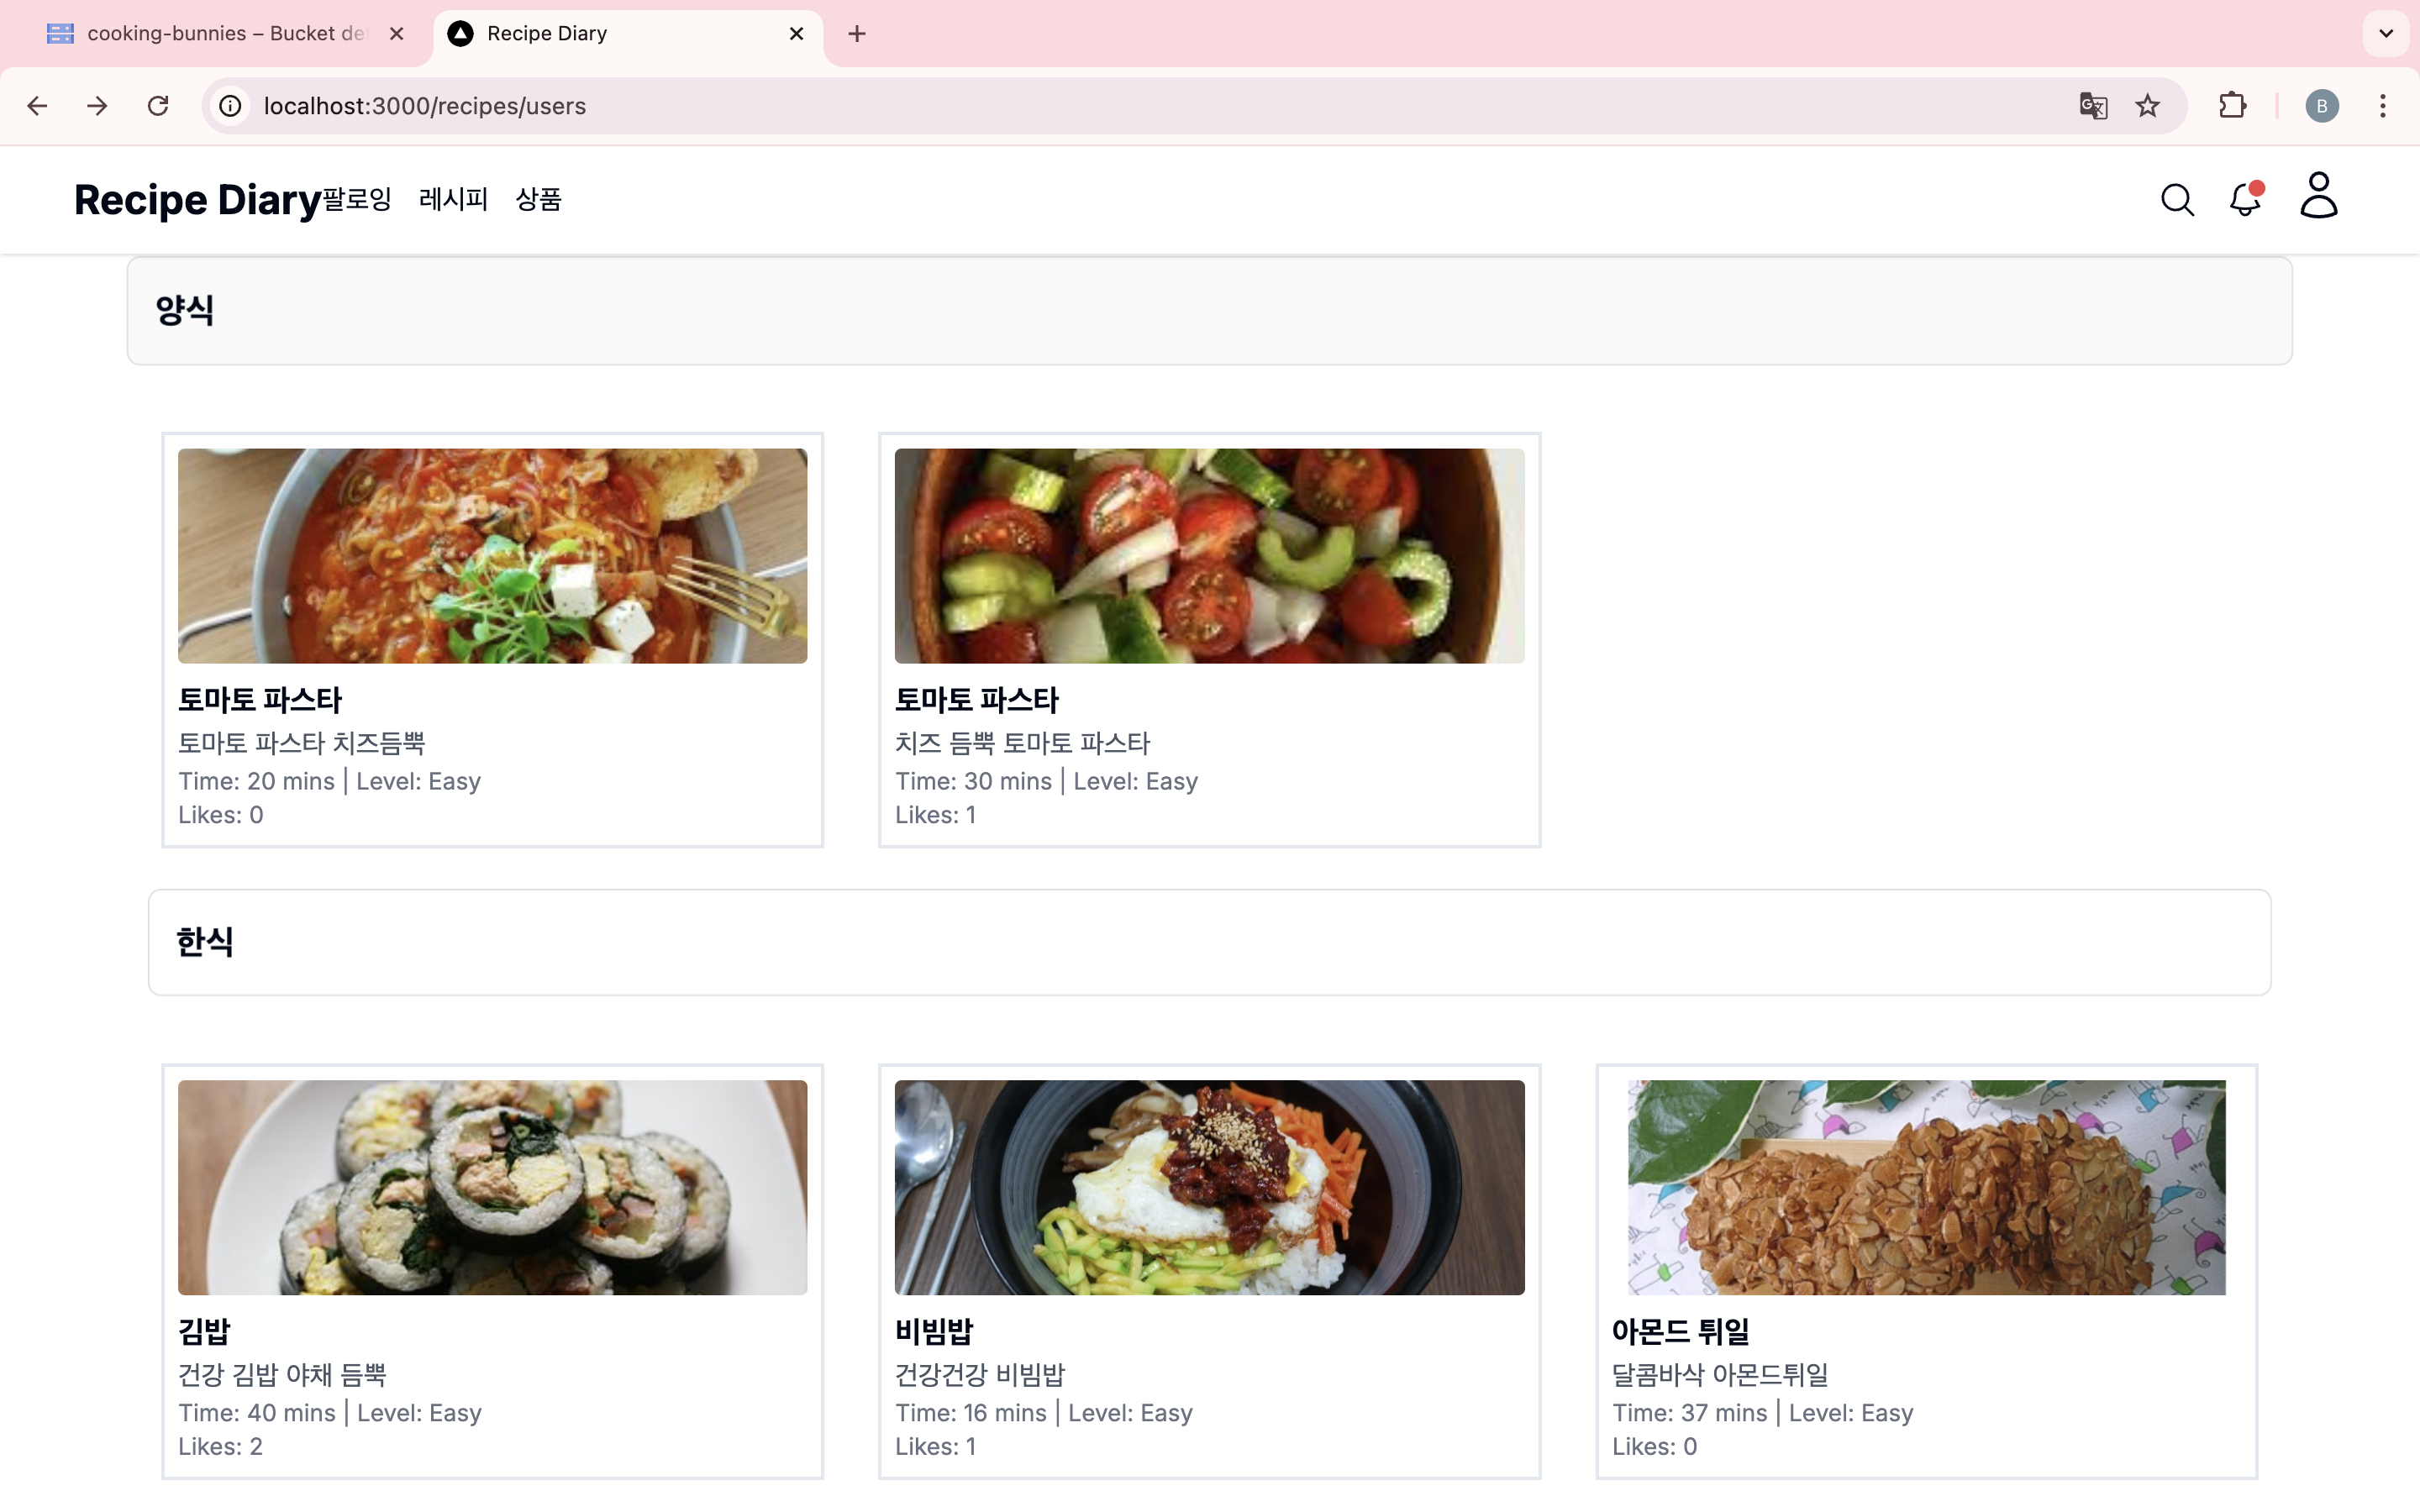 cooking-bunnies – Bucket de
Recipe Diary
localhost:3000/recipes/users
B
Recipe Diary팔로잉 레시피 상품
양식
토마토 파스타
토마토 파스타 치즈듬뿍
Time: 20 mins | Level: Easy
Likes: 0
토마토 파스타
치즈 듬뿍 토마토 파스타
Time: 30 mins | Level: Easy
Likes: 1
한식
김밥
건강 김밥 야채 듬뿍
Time: 40 mins | Level: Easy
Likes: 2
비빔밥
건강건강 비빔밥
Time: 16 mins | Level: Easy
Likes: 1
아몬드 튀일
달콤바삭 아몬드튀일
Time: 37 mins | Level: Easy
Likes: 0